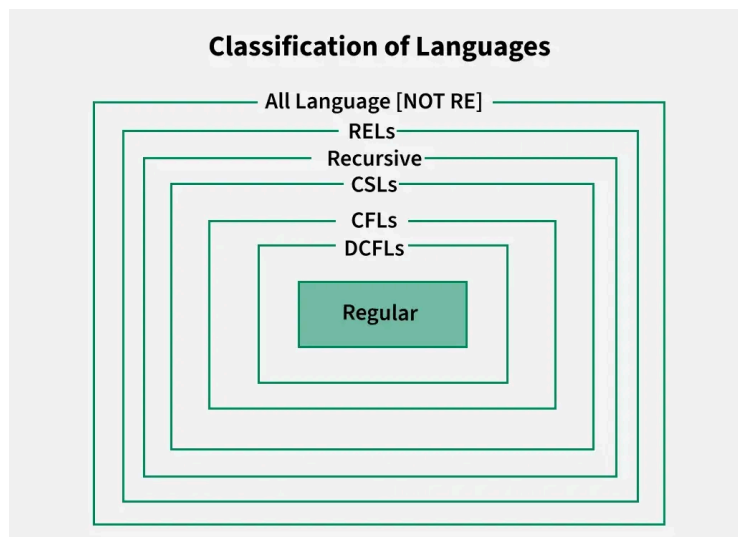 Classification of Languages
All Language [NOT RE]
RELs
Recursive
CSLs
CFLs
DCFLs
Regular